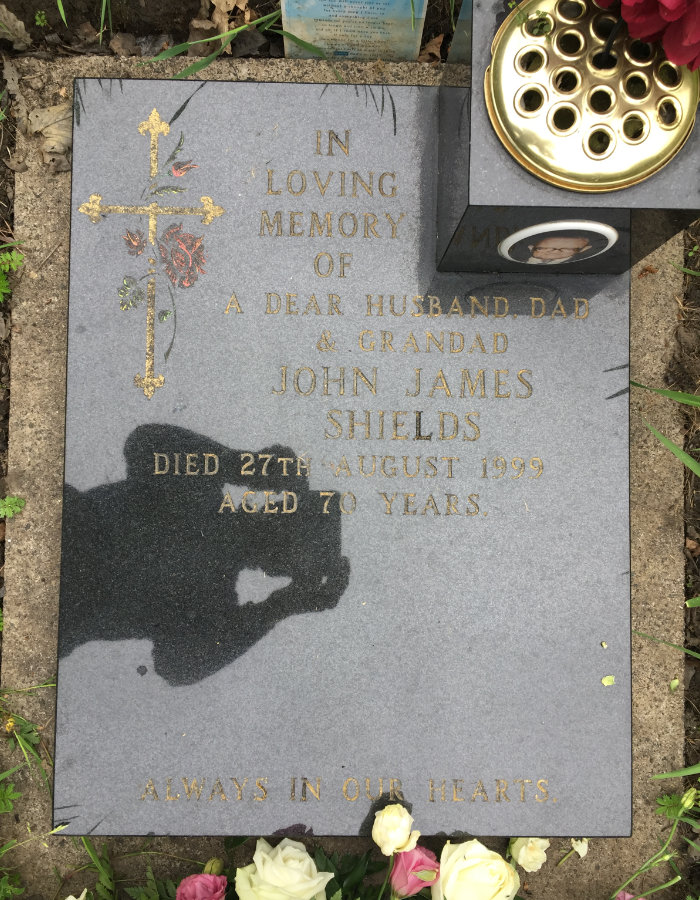 IN
LOVING
MEMORY
OF
A DEAR HUSBAND, DAD
& GRANDAD
JOHN JAMES
SHIELDS
DIED 27TH AUGUST 1999
AGED 70 YEARS.
ALWAYS IN OUR HEARTS.